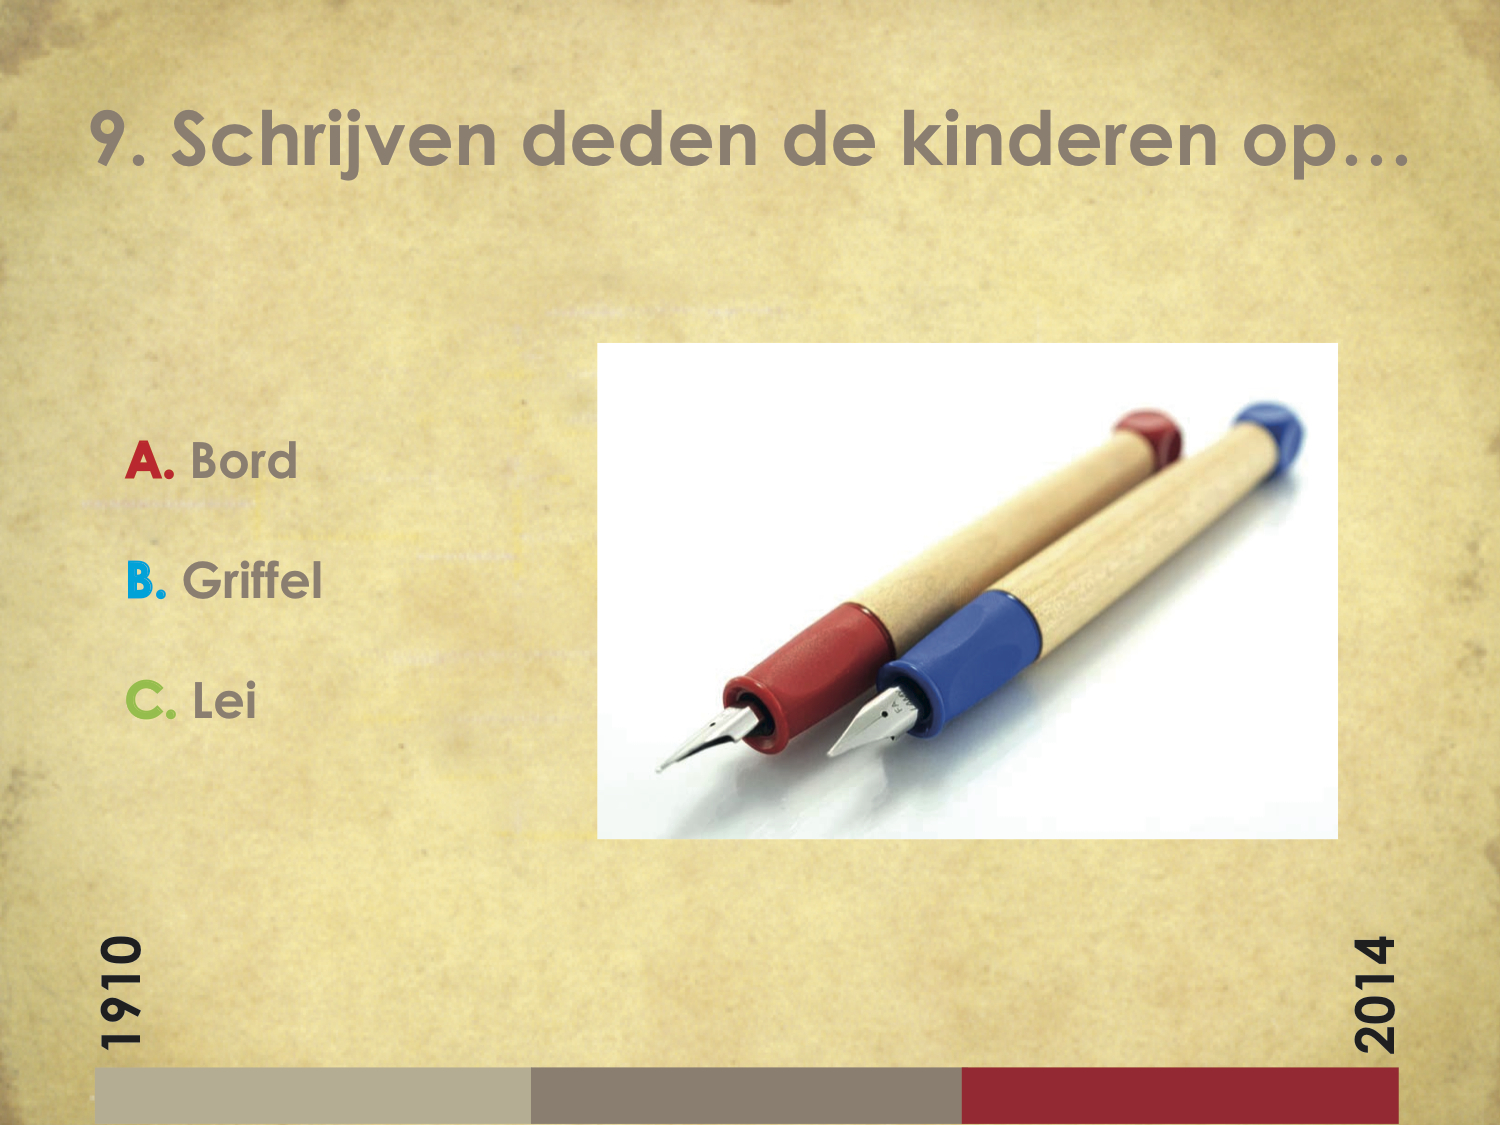 9. Schrijven deden de kinderen op…
A. Bord
B. Griffel
C. Lei
1910
2014